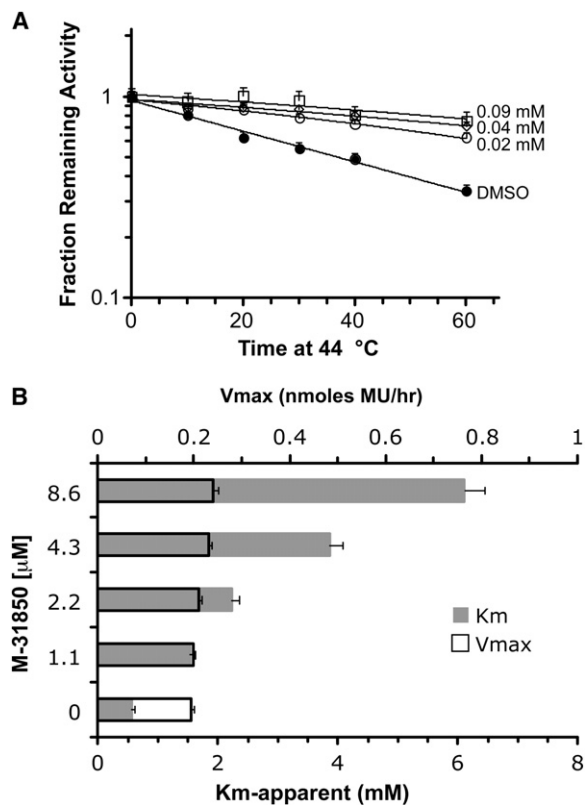 A
Fraction Remaining Activity
1
0.1
0.09 mM
0.04 mM
0.02 mM
DMSO
0 20 40 60
Time at 44 °C
B
Vmax (nmoles MU/hr)
0 0.2 0.4 0.6 0.8 1
M-31850 [µM]
8.6
4.3
2.2
1.1
0
Km
Vmax
0 2 4 6 8
Km-apparent (mM)